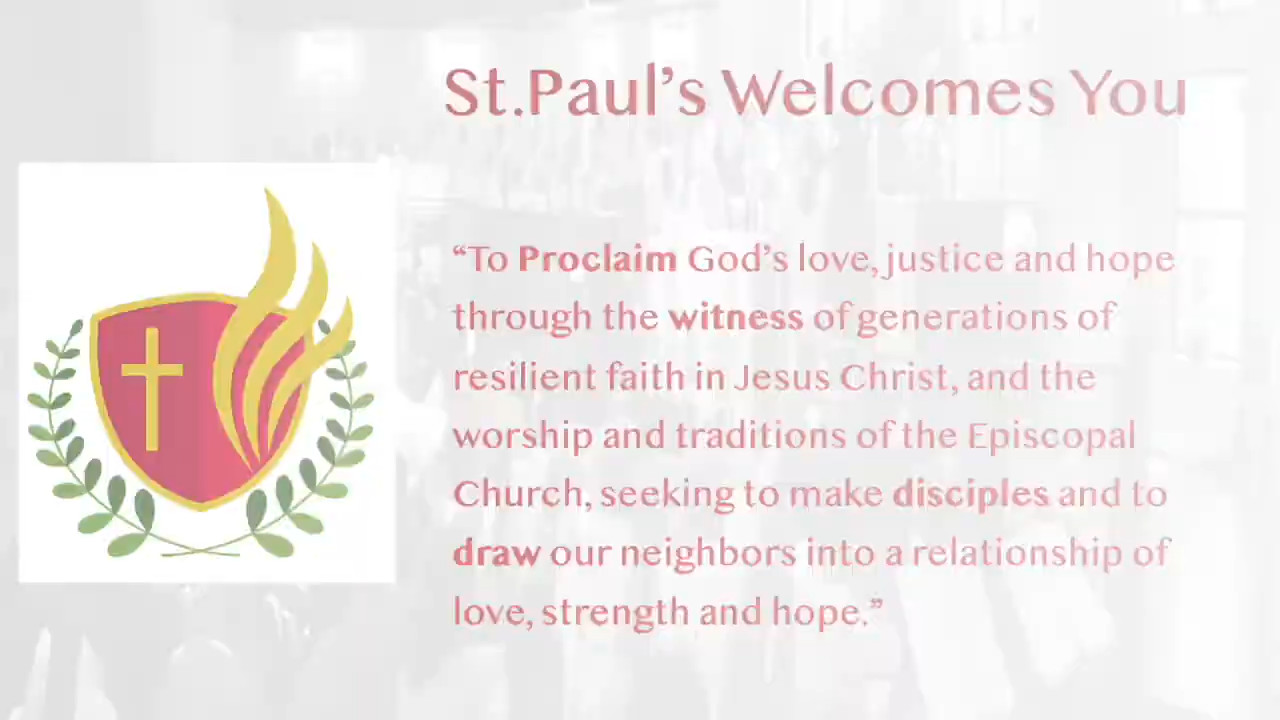 St.Paul’s Welcomes You
“To Proclaim God’s love, justice and hope
through the witness of generations of
resilient faith in Jesus Christ, and the
worship and traditions of the Episcopal
Church, seeking to make disciples and to
draw our neighbors into a relationship of
love, strength and hope.”